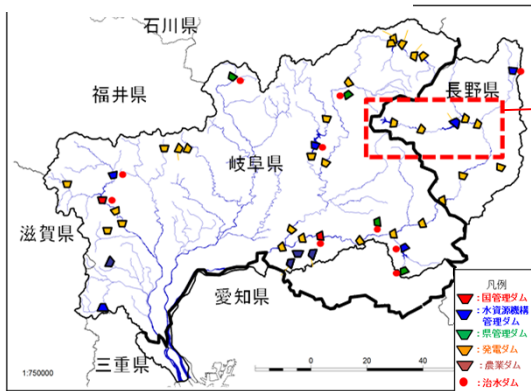 石川県
福井県
長野県
岐阜県
滋賀県
愛知県
三重県
1:750000
0 20 40
凡例
:国管理ダム
:水資源機構
管理ダム
:県管理ダム
:発電ダム
:農業ダム
:治水ダム